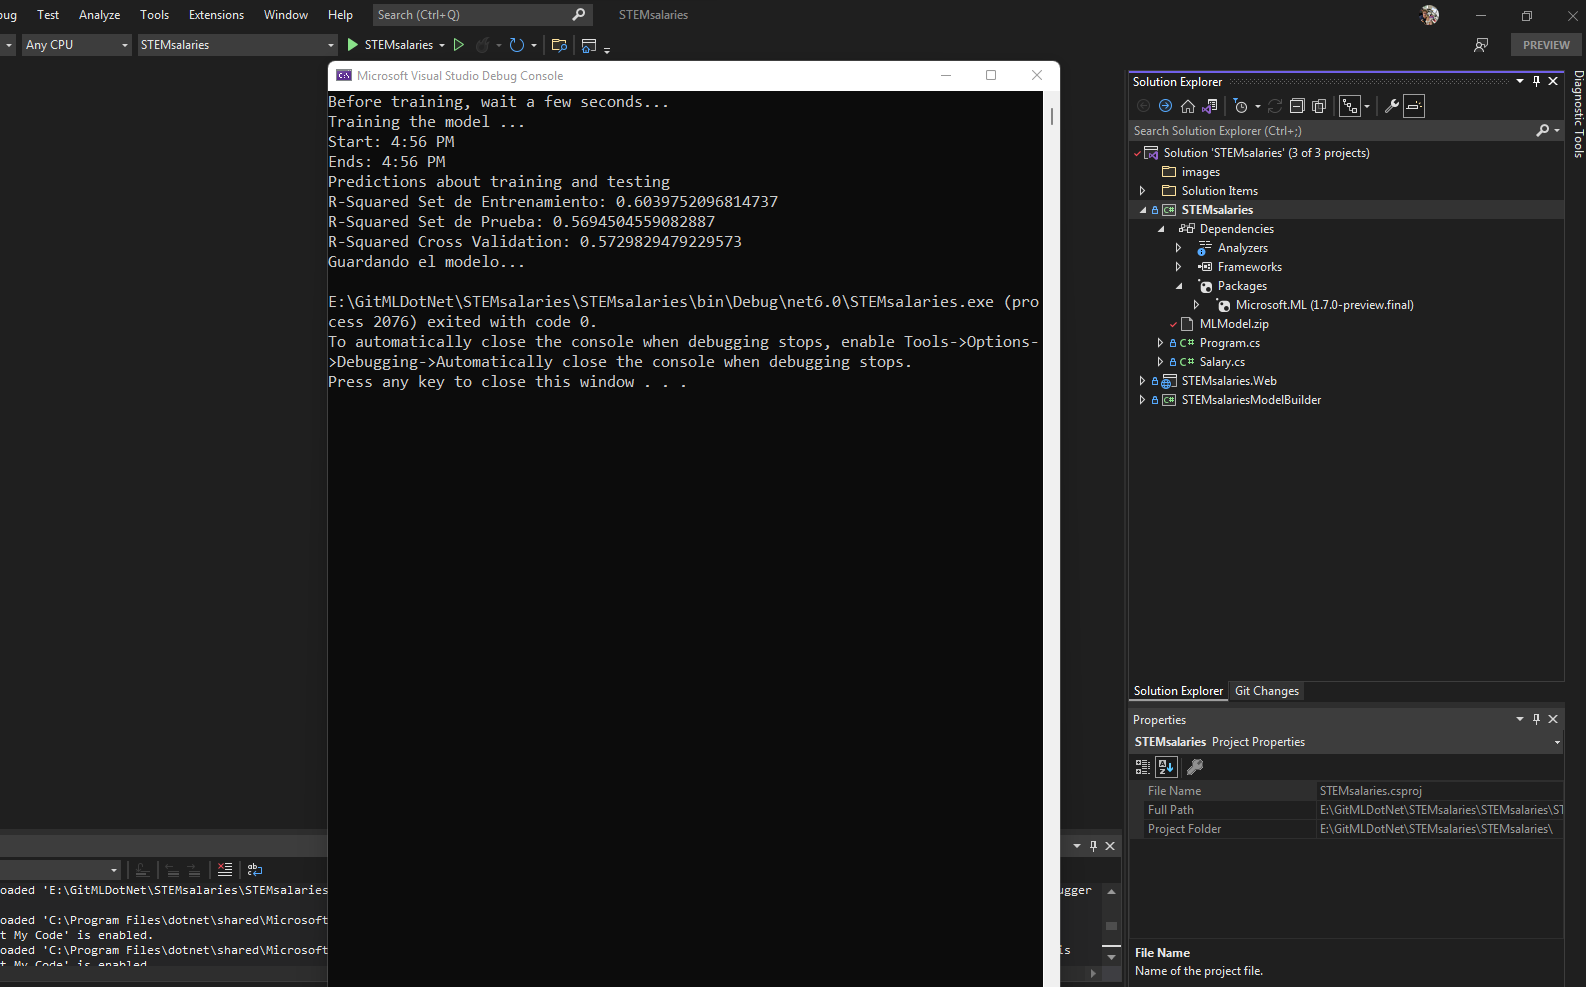 ug Test Analyze Tools Extensions Window Help Search (Ctrl+Q) STEMsalaries
Any CPU STEMsalaries STEMsalaries PREVIEW
Microsoft Visual Studio Debug Console
Before training, wait a few seconds...
Training the model ...
Start: 4:56 PM
Ends: 4:56 PM
Predictions about training and testing
R-Squared Set de Entrenamiento: 0.6039752096814737
R-Squared Set de Prueba: 0.5694504559082887
R-Squared Cross Validation: 0.5729829479229573
Guardando el modelo...
E:\GitMLDotNet\STEMsalaries\STEMsalaries\bin\Debug\net6.0\STEMsalaries.exe (pro
cess 2076) exited with code 0.
To automatically close the console when debugging stops, enable Tools->Options-
>Debugging->Automatically close the console when debugging stops.
Press any key to close this window . . .
Solution Explorer
Search Solution Explorer (Ctrl+;)
Solution 'STEMsalaries' (3 of 3 projects)
images
Solution Items
C# STEMsalaries
Dependencies
Analyzers
Frameworks
Packages
Microsoft.ML (1.7.0-preview.final)
MLModel.zip
C# Program.cs
C# Salary.cs
STEMsalaries.Web
C# STEMsalariesModelBuilder
Diagnostic Tools
Solution Explorer Git Changes
Properties
STEMsalaries Project Properties
File Name STEMsalaries.csproj
Full Path E:\GitMLDotNet\STEMsalaries\STEMsalaries\ST
Project Folder E:\GitMLDotNet\STEMsalaries\STEMsalaries\
File Name
Name of the project file.
oaded 'E:\GitMLDotNet\STEMsalaries\STEMsalaries ugger
oaded 'C:\Program Files\dotnet\shared\Microsoft
t My Code' is enabled.
oaded 'C:\Program Files\dotnet\shared\Microsoft is
t My Code' is enabled